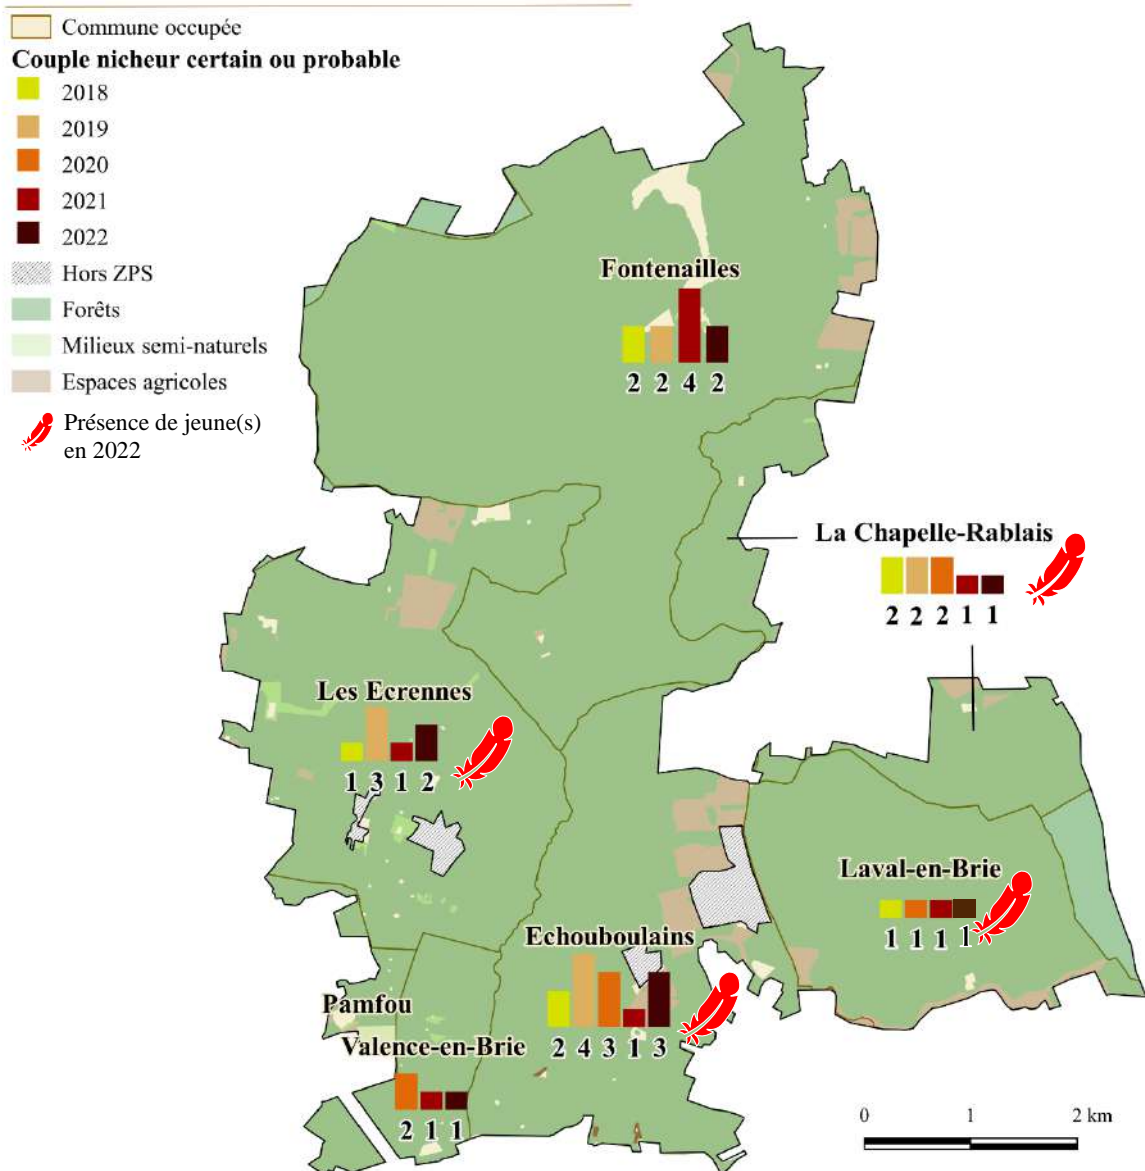 Commune occupée
Couple nicheur certain ou probable
2018
2019
2020
2021
2022
Hors ZPS
Forêts
Milieux semi-naturels
Espaces agricoles
Présence de jeune(s)
en 2022
Fontenailles
2 2 4 2
La Chapelle-Rablais
2 2 2 1 1
Les Ecrennes
1 3 1 2
Laval-en-Brie
1 1 1 1
Echouboulains
2 4 3 1 3
Pamfou
Valence-en-Brie
2 1 1
0 1 2 km